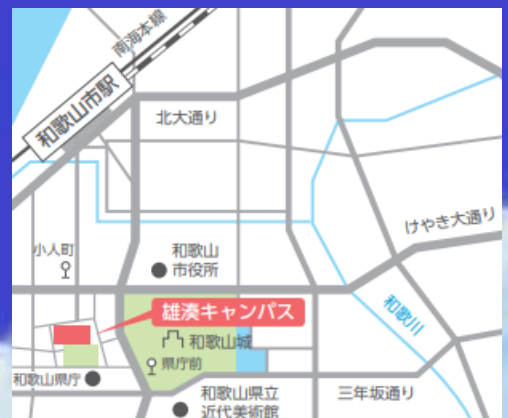 南海本線
和歌山市駅
北大通り
けやき大通り
小人町
和歌山
市役所
雄湊キャンパス
和歌川
和歌山城
県庁前
和歌山県庁
和歌山県立
近代美術館
三年坂通り